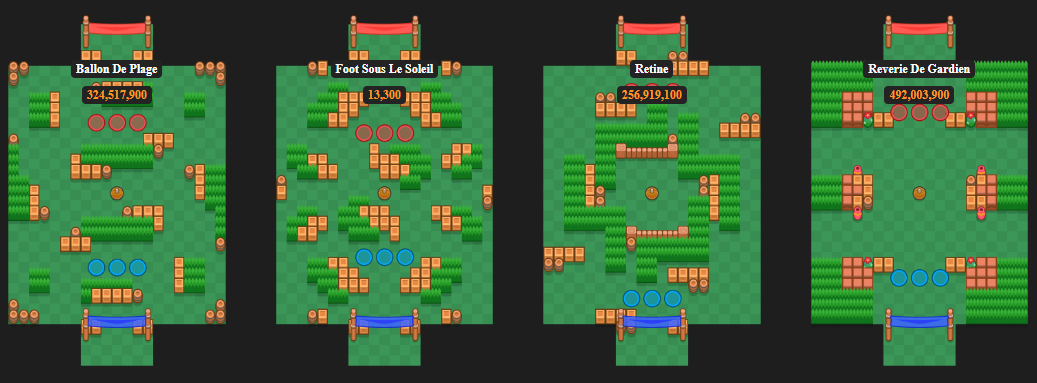 Ballon De Plage
324,517,900
Foot Sous Le Soleil
13,300
Retine
256,919,100
Reverie De Gardien
492,003,900